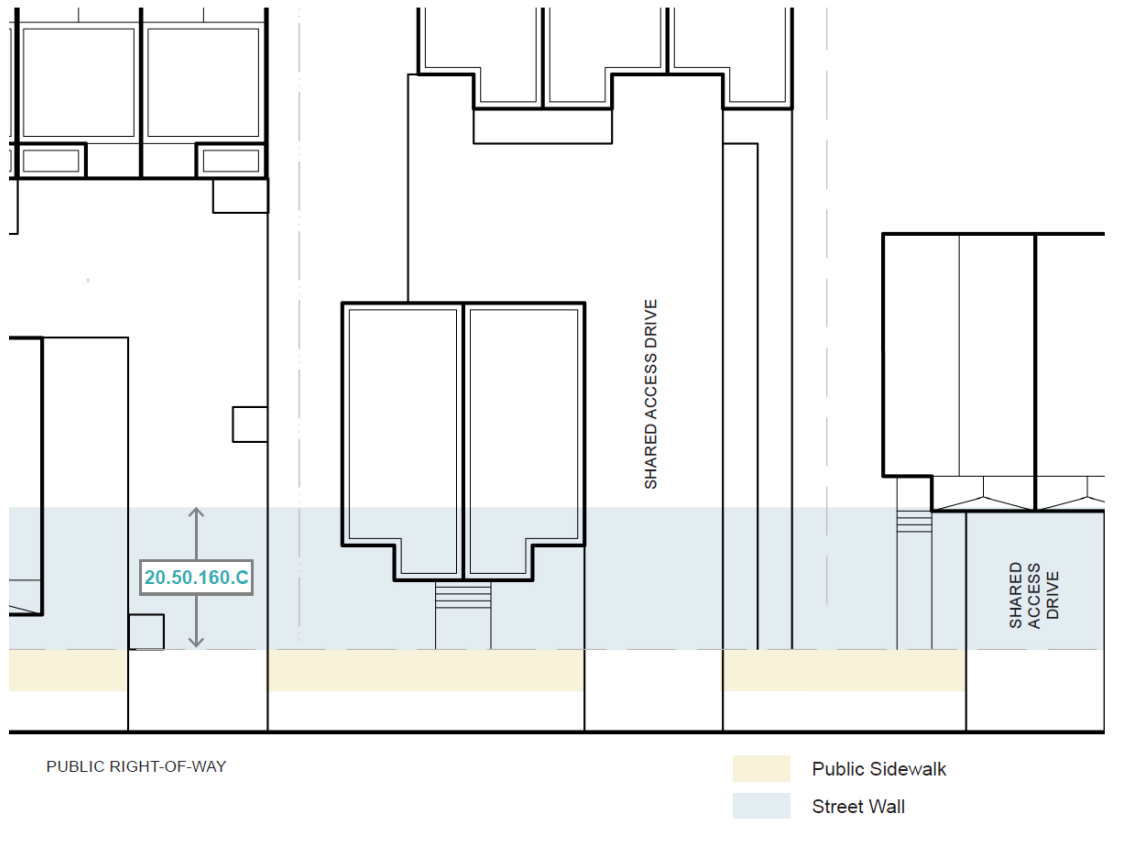 SHARED ACCESS DRIVE
20.50.160.C
SHARED
ACCESS
DRIVE
PUBLIC RIGHT-OF-WAY
Public Sidewalk
Street Wall